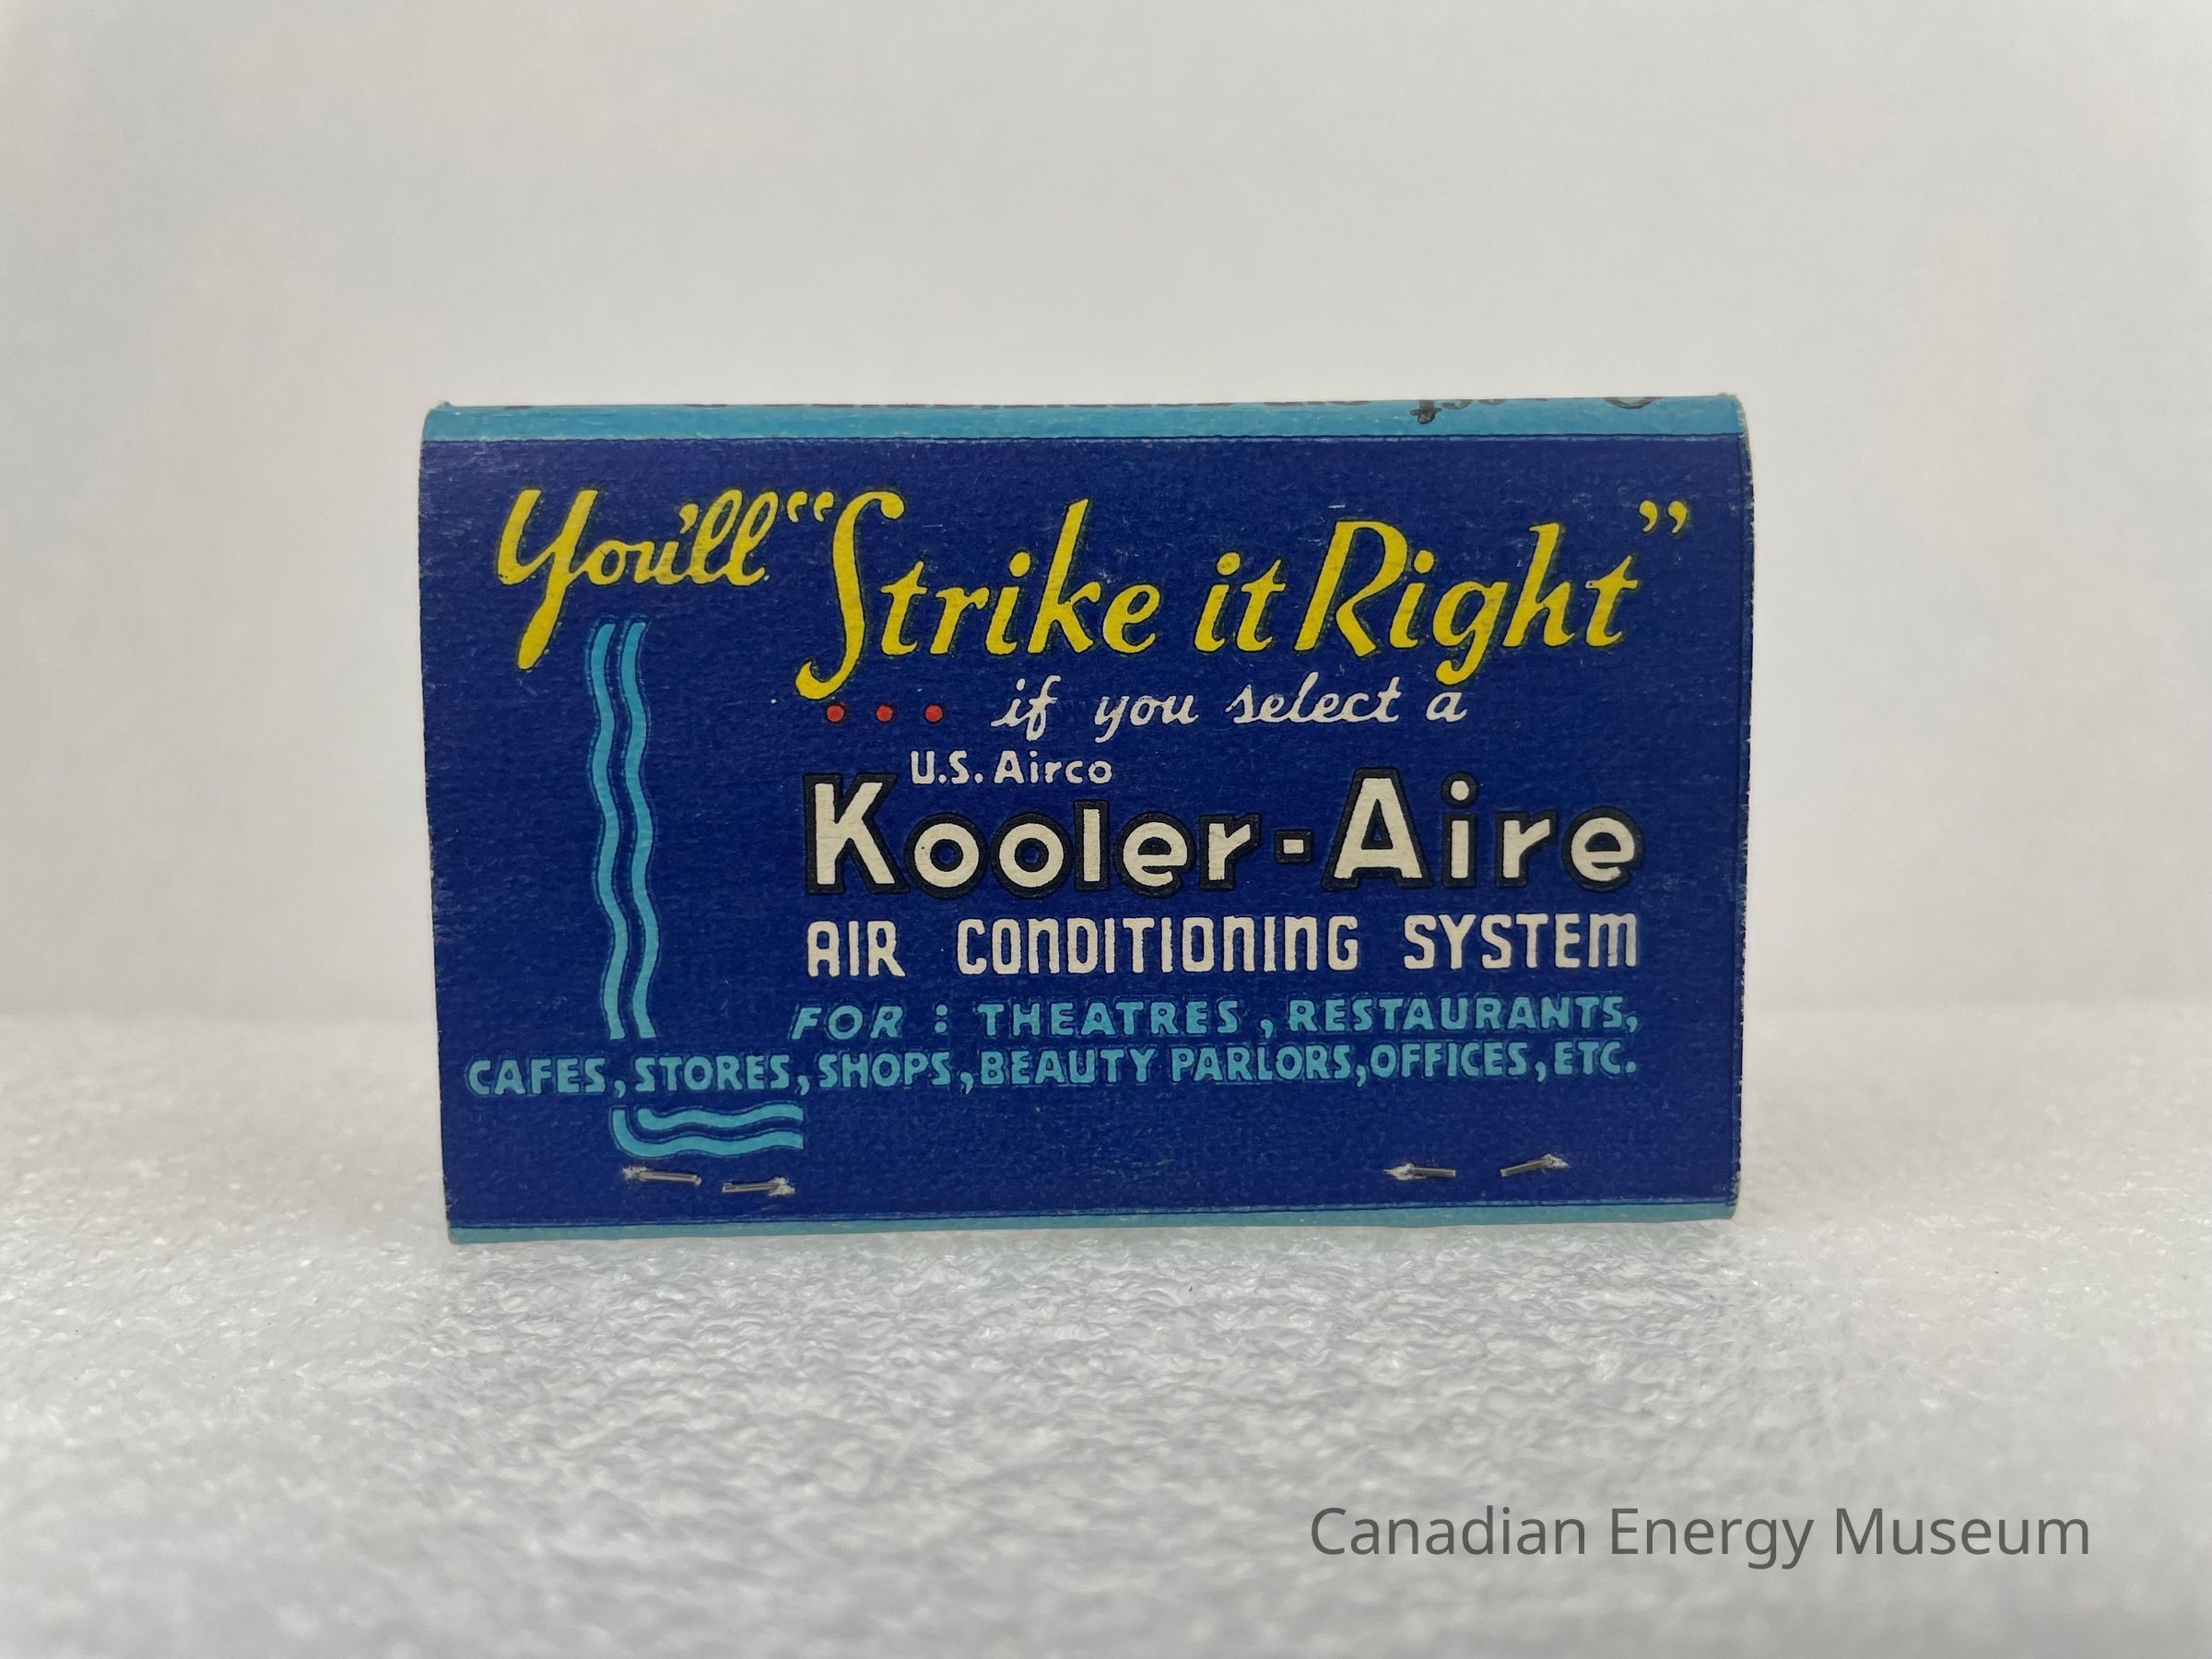 You'll "Strike it Right"
... if you select a
U.S. Airco
Kooler-Aire
AIR CONDITIONING SYSTEM
FOR: THEATRES, RESTAURANTS,
CAFES, STORES, SHOPS, BEAUTY PARLORS, OFFICES, ETC.
Canadian Energy Museum